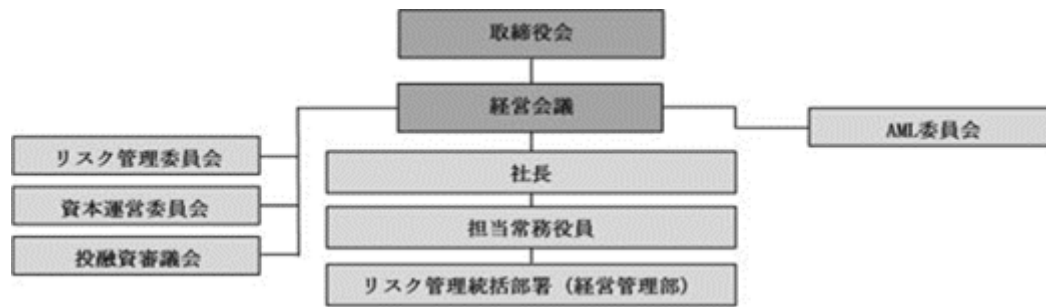 取締役会
経営会議
AML委員会
リスク管理委員会
社長
資本運営委員会
担当常務役員
投融資審議会
リスク管理統括部署（経営管理部）